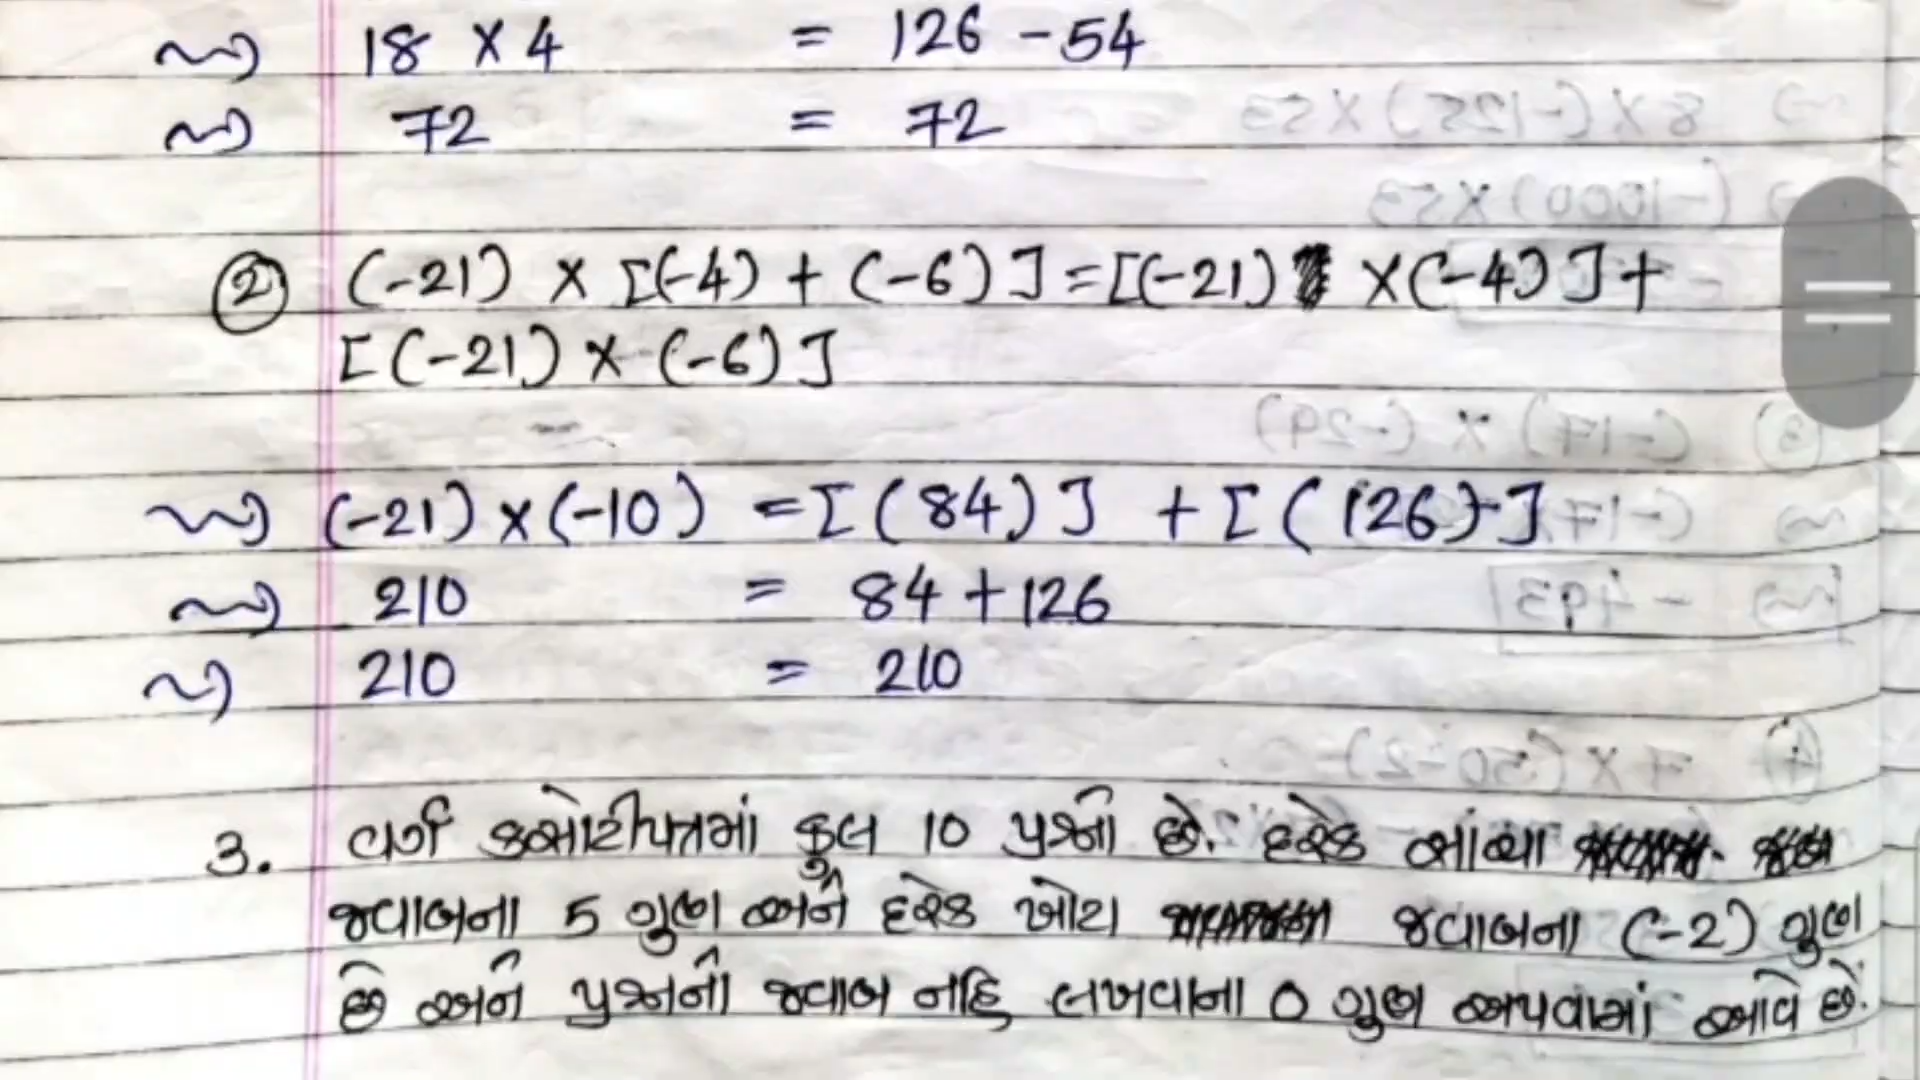 ~~) 18 × 4 = 126 - 54
~~) 72 = 72
② (-21) × [(-4) + (-6)] = [(-21) × (-4)] +
[(-21) × (-6)]
~~) (-21) × (-10) = [(84)] + [(126)]
~~) 210 = 84 + 126
~~) 210 = 210
3. વર્ગ કસોટીપત્રમાં કુલ 10 પ્રશ્નો છે. દરેક સાચા
જવાબના 5 ગુણ અને દરેક ખોટા જવાબના (-2) ગુણ
છે અને પ્રશ્નનો જવાબ નહિ લખવાના 0 ગુણ આપવામાં આવે છે.